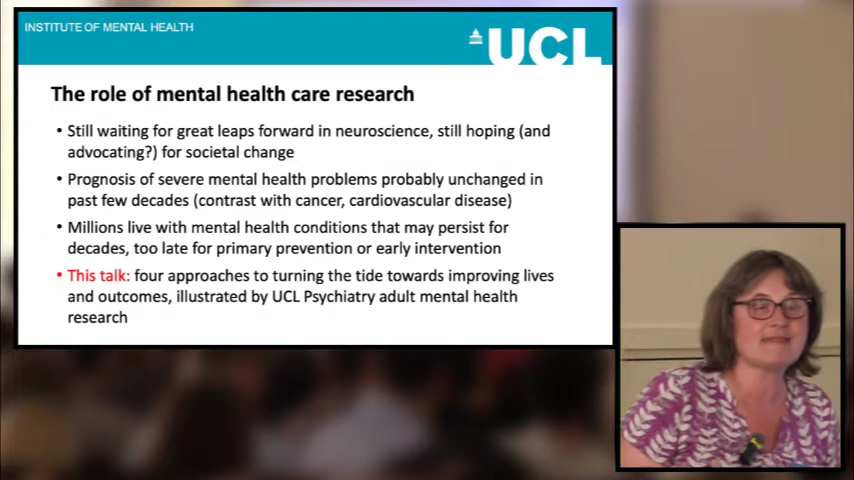 INSTITUTE OF MENTAL HEALTH
UCL
The role of mental health care research
• Still waiting for great leaps forward in neuroscience, still hoping (and
advocating?) for societal change
• Prognosis of severe mental health problems probably unchanged in
past few decades (contrast with cancer, cardiovascular disease)
• Millions live with mental health conditions that may persist for
decades, too late for primary prevention or early intervention
• This talk: four approaches to turning the tide towards improving lives
and outcomes, illustrated by UCL Psychiatry adult mental health
research